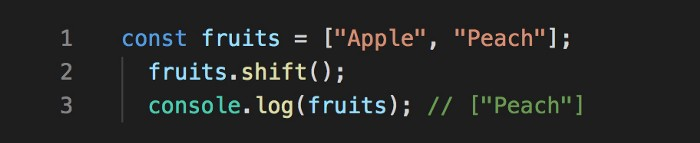 1 const fruits = ["Apple", "Peach"];
2 fruits.shift();
3 console.log(fruits); // ["Peach"]